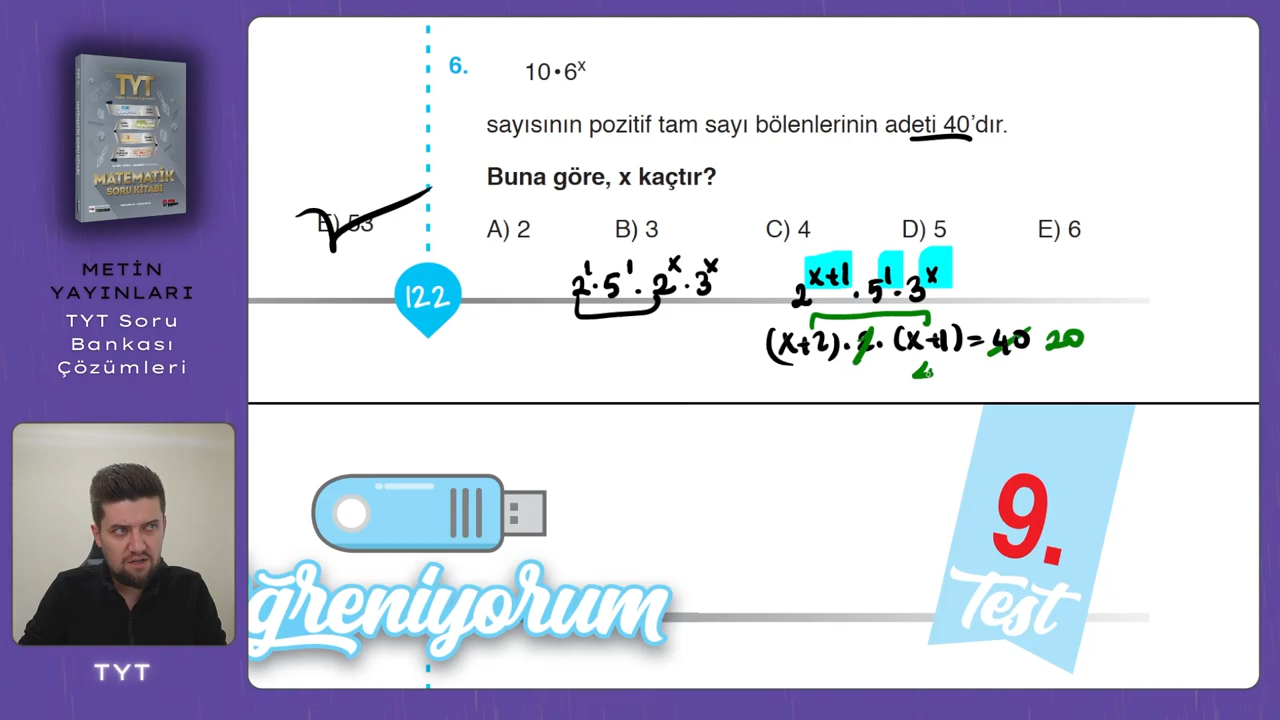 TYT
MATEMATİK
SORU KİTABI
METİN
YAYINLARI
TYT Soru
Bankası
Çözümleri
TYT
E) 53
122
6.
10•6ˣ
sayısının pozitif tam sayı bölenlerinin adeti 40'dır.
Buna göre, x kaçtır?
A) 2 B) 3 C) 4 D) 5 E) 6
2¹·5¹·2ˣ·3ˣ
2ˣ⁺¹·5¹·3ˣ
(x+2)·2·(x+1)=40 20
ğreniyorum
9.
Test